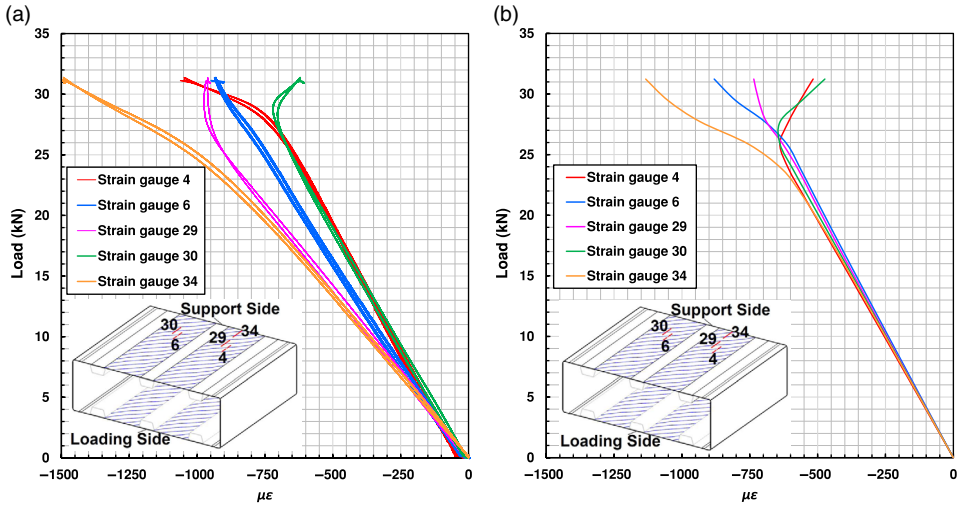 (a)
35
30
25
20
15
10
5
0
Load (kN)
Strain gauge 4
Strain gauge 6
Strain gauge 29
Strain gauge 30
Strain gauge 34
Support Side
30
34
29
6
4
Loading Side
−1500
−1250
−1000
−750
−500
−250
0
με
(b)
35
30
25
20
15
10
5
0
Load (kN)
Strain gauge 4
Strain gauge 6
Strain gauge 29
Strain gauge 30
Strain gauge 34
Support Side
30
34
29
6
4
Loading Side
−1500
−1250
−1000
−750
−500
−250
0
με